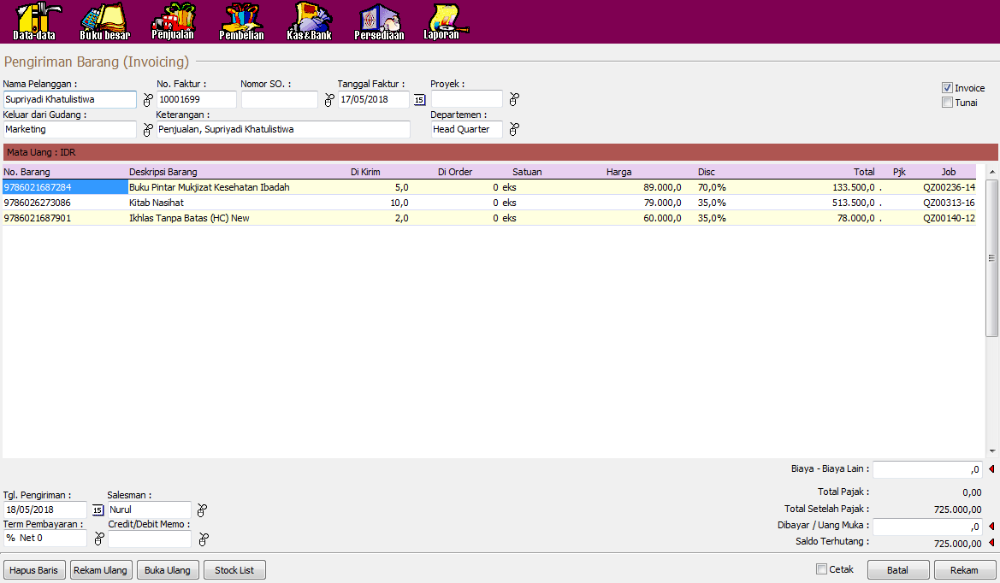 Data-data Buku besar Penjualan Pembelian Kas&Bank Persediaan Laporan
Pengiriman Barang (Invoicing)
Nama Pelanggan : No. Faktur : Nomor SO. : Tanggal Faktur : Proyek :
Supriyadi Khatulistiwa 10001699 17/05/2018 15
Invoice
Tunai
Keluar dari Gudang : Keterangan : Departemen :
Marketing Penjualan, Supriyadi Khatulistiwa Head Quarter
Mata Uang : IDR
No. Barang Deskripsi Barang Di Kirim Di Order Satuan Harga Disc Total Pjk Job
9786021687284 Buku Pintar Mukjizat Kesehatan Ibadah 5,0 0 eks 89.000,0 70,0% 133.500,0 . QZ00236-14
9786026273086 Kitab Nasihat 10,0 0 eks 79.000,0 35,0% 513.500,0 . QZ00313-16
9786021687901 Ikhlas Tanpa Batas (HC) New 2,0 0 eks 60.000,0 35,0% 78.000,0 . QZ00140-12
Biaya - Biaya Lain : ,0
Total Pajak : 0,00
Total Setelah Pajak : 725.000,00
Dibayar / Uang Muka : ,0
Saldo Terhutang : 725.000,00
Tgl. Pengiriman : Salesman :
18/05/2018 15 Nurul
Term Pembayaran : Credit/Debit Memo :
% Net 0
Hapus Baris Rekam Ulang Buka Ulang Stock List Cetak Batal Rekam